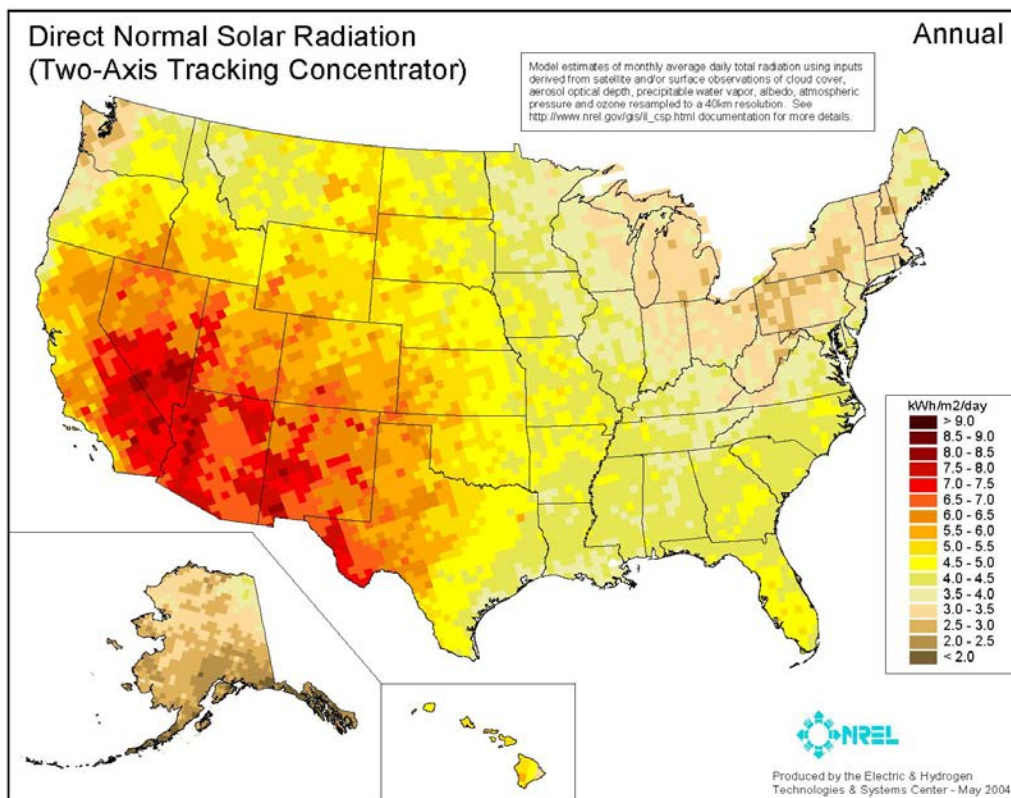 Direct Normal Solar Radiation
(Two-Axis Tracking Concentrator)
Annual
Model estimates of monthly average daily total radiation using inputs
derived from satellite and/or surface observations of cloud cover,
aerosol optical depth, precipitable water vapor, albedo, atmospheric
pressure and ozone resampled to a 40km resolution. See
http://www.nrel.gov/gis/il_csp.html documentation for more details.
kWh/m2/day
> 9.0
8.5 - 9.0
8.0 - 8.5
7.5 - 8.0
7.0 - 7.5
6.5 - 7.0
6.0 - 6.5
5.5 - 6.0
5.0 - 5.5
4.5 - 5.0
4.0 - 4.5
3.5 - 4.0
3.0 - 3.5
2.5 - 3.0
2.0 - 2.5
< 2.0
NREL
Produced by the Electric & Hydrogen
Technologies & Systems Center - May 2004